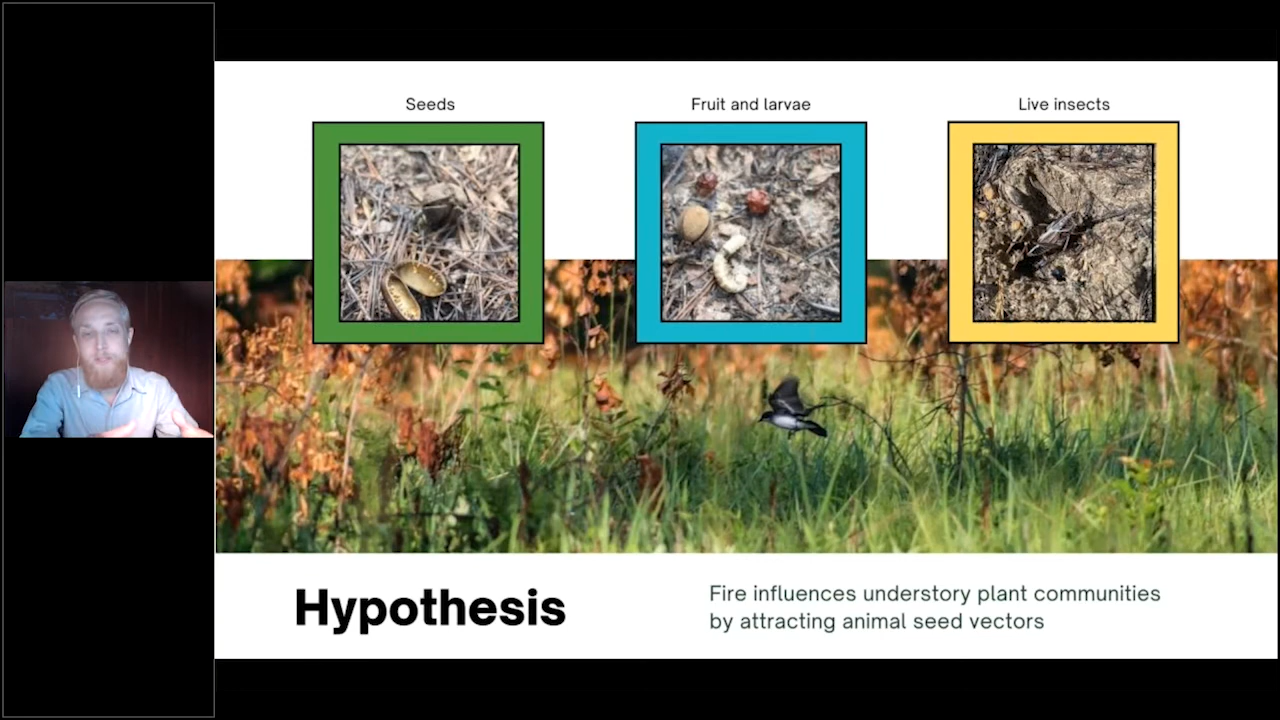 Seeds
Fruit and larvae
Live insects
Hypothesis
Fire influences understory plant communities
by attracting animal seed vectors